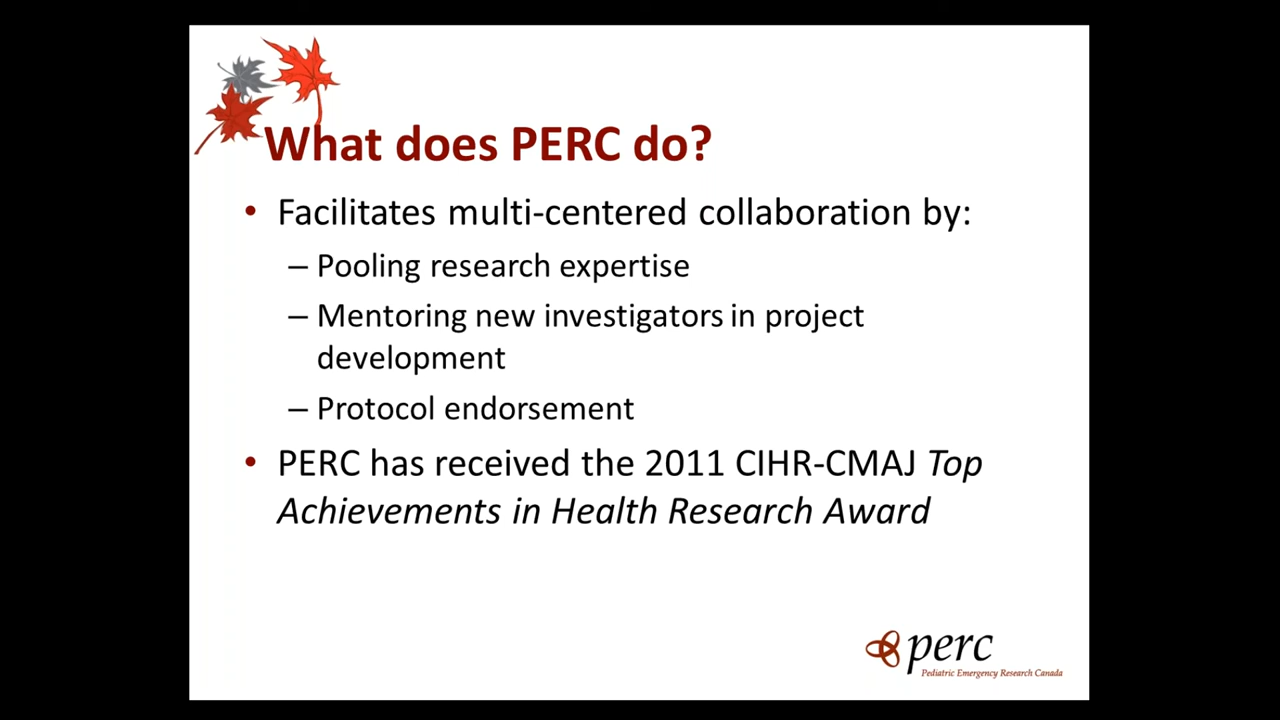 What does PERC do?
• Facilitates multi-centered collaboration by:
– Pooling research expertise
– Mentoring new investigators in project
development
– Protocol endorsement
• PERC has received the 2011 CIHR-CMAJ Top
Achievements in Health Research Award
perc
Pediatric Emergency Research Canada